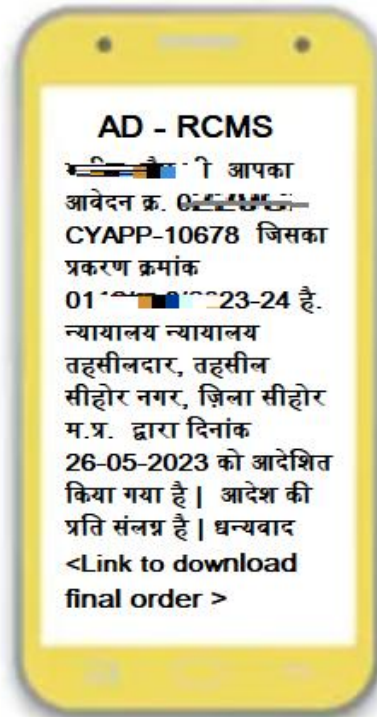 AD - RCMS
आपका
आवेदन क्र.
CYAPP-10678 जिसका
प्रकरण क्रमांक
23-24 है.
न्यायालय न्यायालय
तहसीलदार, तहसील
सीहोर नगर, ज़िला सीहोर
म.प्र. द्वारा दिनांक
26-05-2023 को आदेशित
किया गया है | आदेश की
प्रति संलग्न है | धन्यवाद
<Link to download
final order >